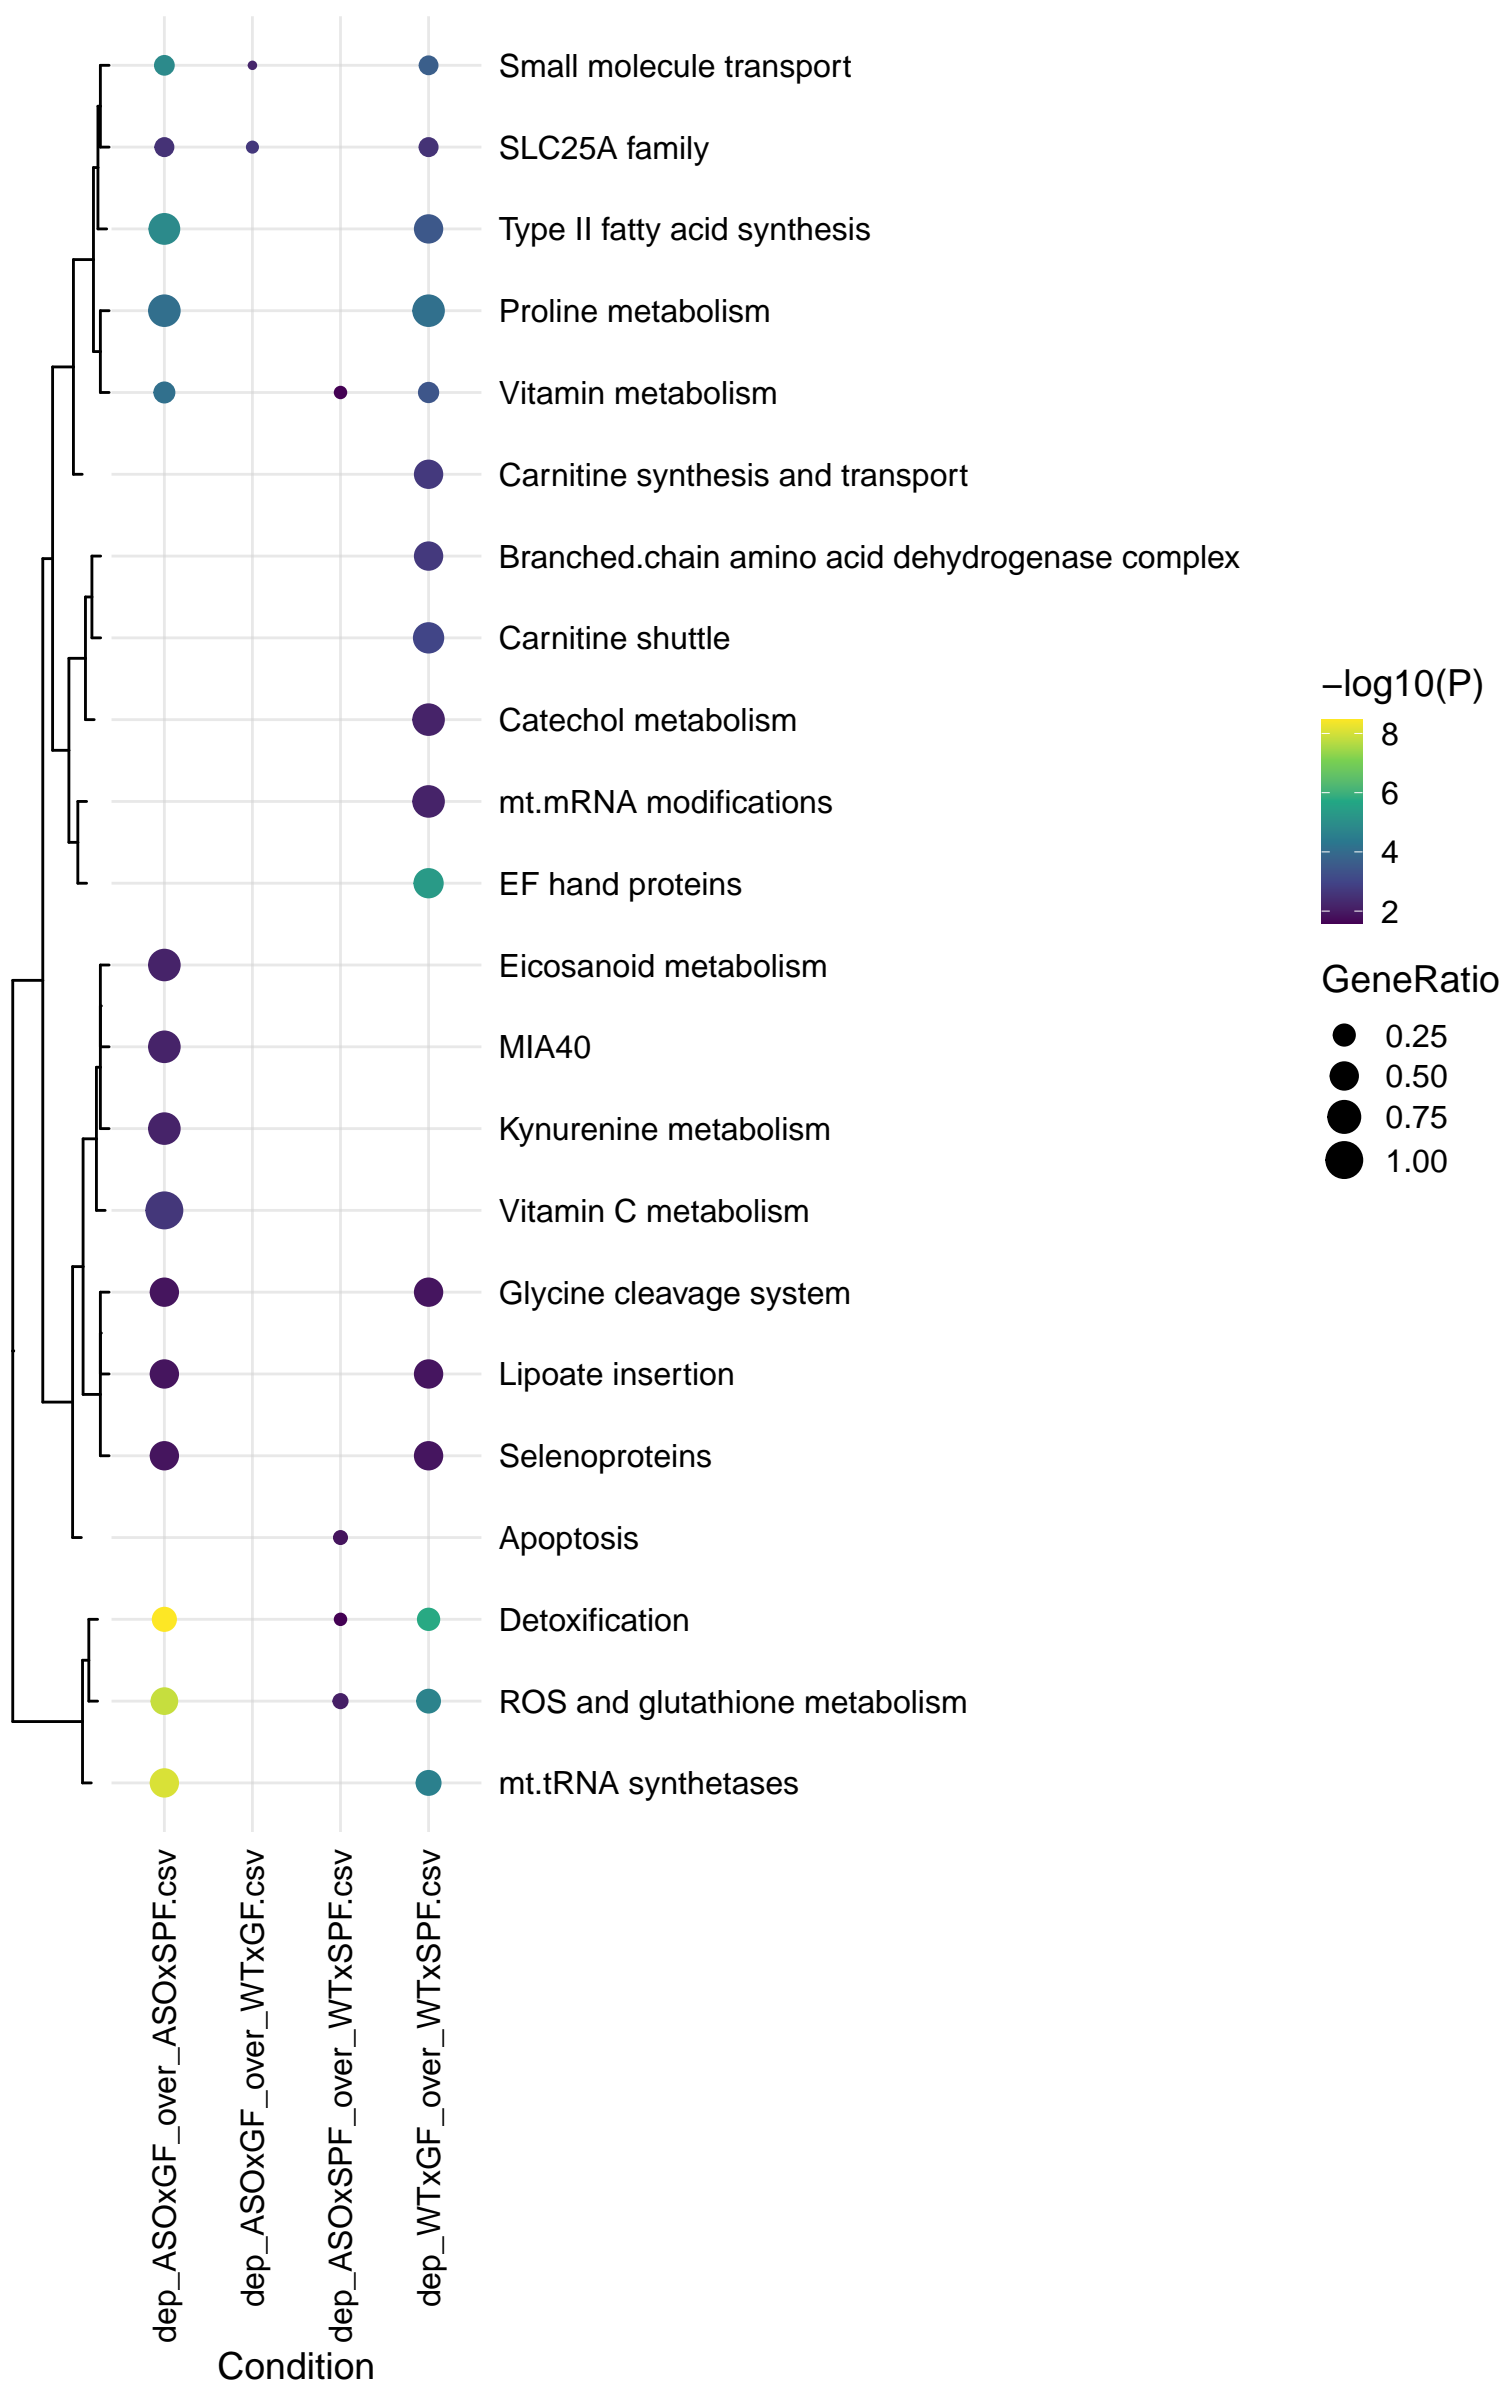 Small molecule transport
SLC25A family
Type II fatty acid synthesis
Proline metabolism
Vitamin metabolism
Carnitine synthesis and transport
Branched.chain amino acid dehydrogenase complex
Carnitine shuttle
Catechol metabolism
mt.mRNA modifications
EF hand proteins
Eicosanoid metabolism
MIA40
Kynurenine metabolism
Vitamin C metabolism
Glycine cleavage system
Lipoate insertion
Selenoproteins
Apoptosis
Detoxification
ROS and glutathione metabolism
mt.tRNA synthetases
dep_ASOxGF_over_ASOxSPF.csv
dep_ASOxGF_over_WTxGF.csv
dep_ASOxSPF_over_WTxSPF.csv
dep_WTxGF_over_WTxSPF.csv
Condition
−log10(P)
8
6
4
2
GeneRatio
0.25
0.50
0.75
1.00